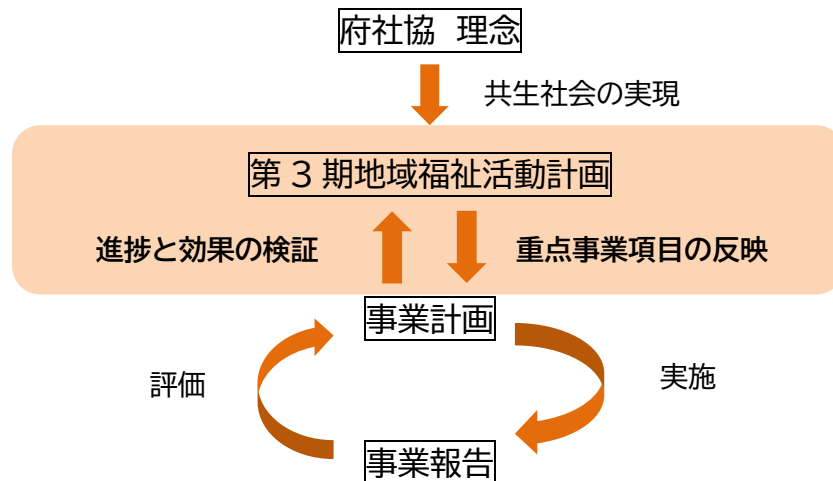 府社協　理念
共生社会の実現
第３期地域福祉活動計画
進捗と効果の検証
重点事業項目の反映
事業計画
評価
実施
事業報告